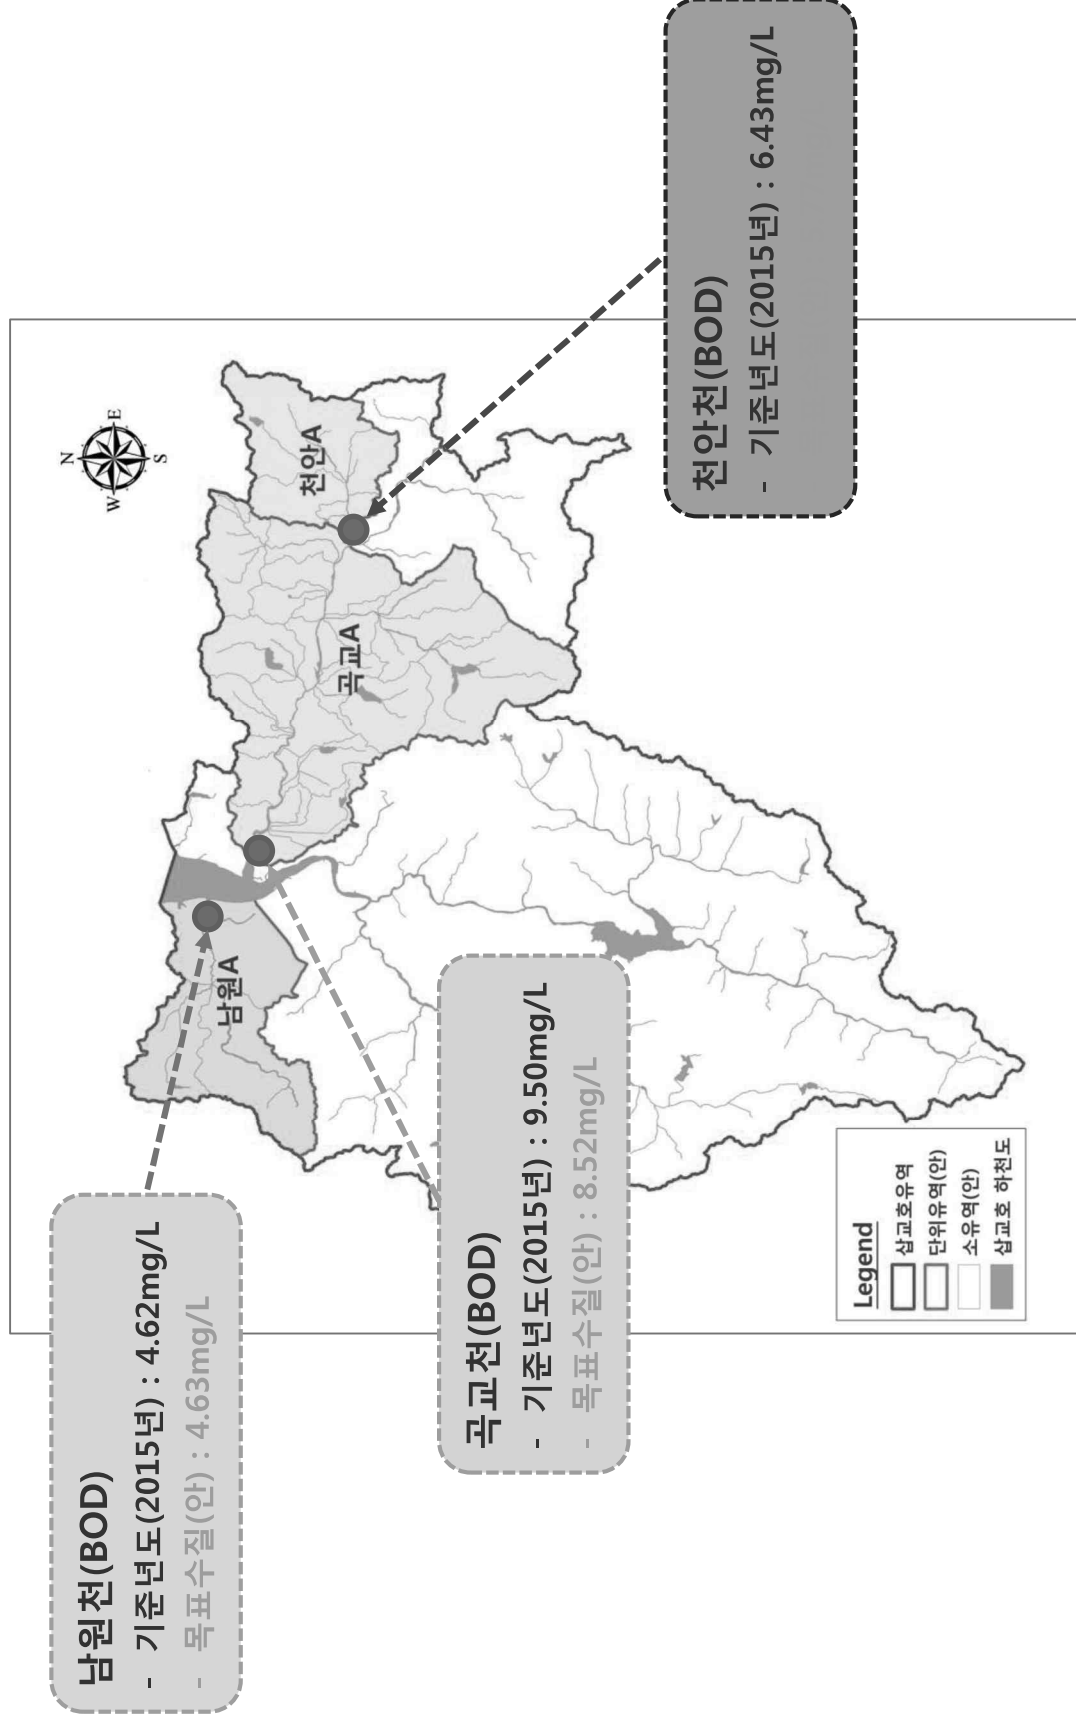 남원천(BOD)
- 기준년도(2015년) : 4.62mg/L
- 목표수질(안) : 4.63mg/L
곡교천(BOD)
- 기준년도(2015년) : 9.50mg/L
- 목표수질(안) : 8.52mg/L
천안천(BOD)
- 기준년도(2015년) : 6.43mg/L
N
W
E
S
남원A
곡교A
천안A
Legend
삽교호유역
단위유역(안)
소유역(안)
삽교호 하천도